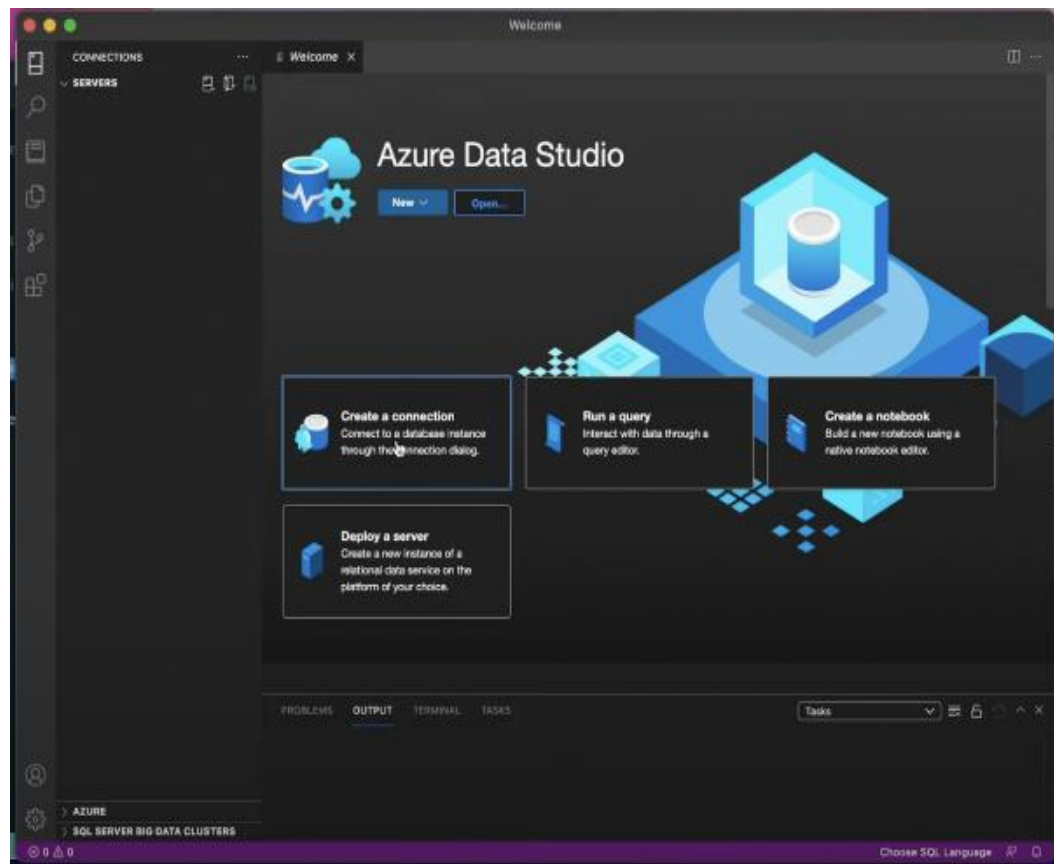 Welcome
CONNECTIONS
SERVERS
Welcome
Azure Data Studio
New
Open...
Create a connection
Connect to a database instance
through the connection dialog.
Run a query
Interact with data through a
query editor.
Create a notebook
Build a new notebook using a
native notebook editor.
Deploy a server
Create a new instance of a
relational data service on the
platform of your choice.
PROBLEMS OUTPUT TERMINAL TASKS
Tasks
AZURE
SQL SERVER BIG DATA CLUSTERS
0 0
Choose SQL Language